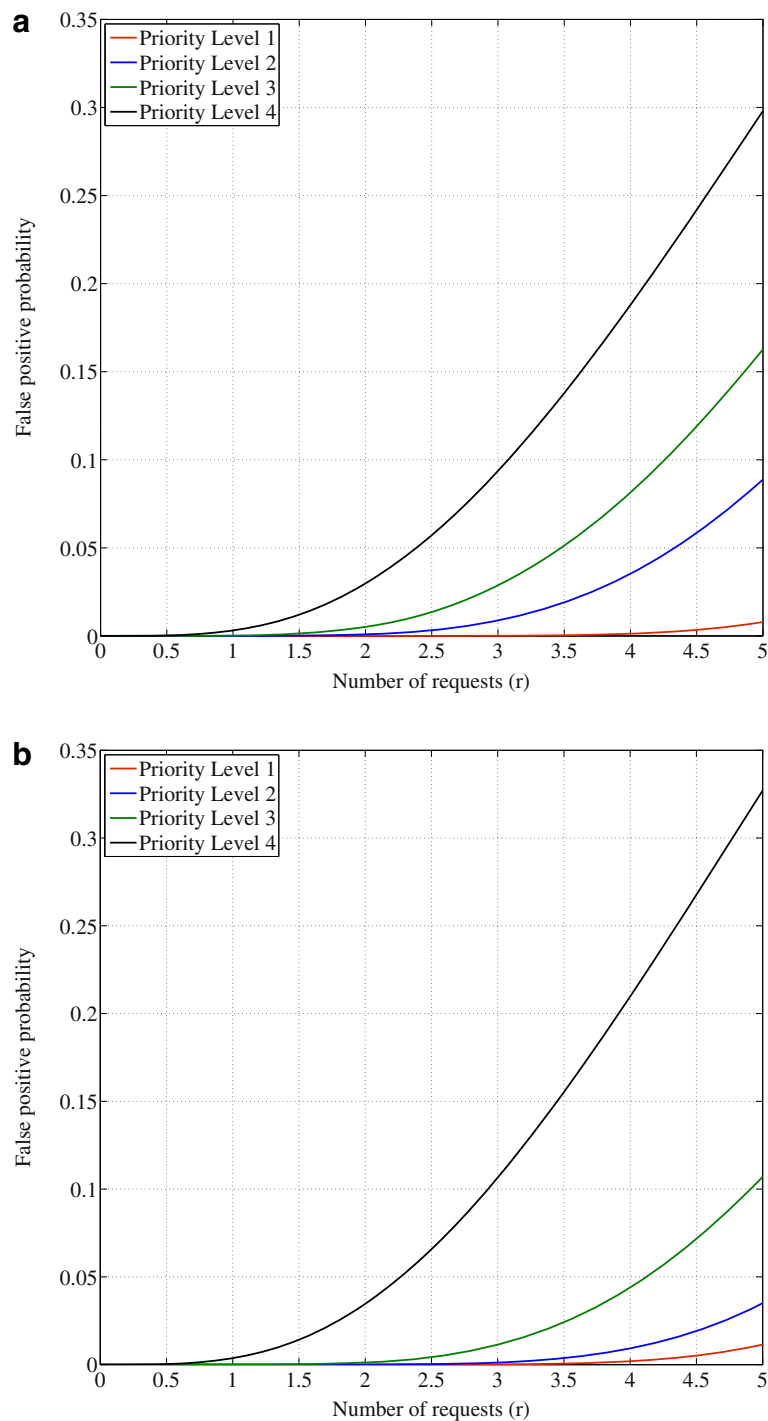 a
0.35
Priority Level 1
Priority Level 2
Priority Level 3
Priority Level 4
0.3
0.25
0.2
0.15
0.1
0.05
0
False positive probability
0 0.5 1 1.5 2 2.5 3 3.5 4 4.5 5
Number of requests (r)
b
0.35
Priority Level 1
Priority Level 2
Priority Level 3
Priority Level 4
0.3
0.25
0.2
0.15
0.1
0.05
0
False positive probability
0 0.5 1 1.5 2 2.5 3 3.5 4 4.5 5
Number of requests (r)